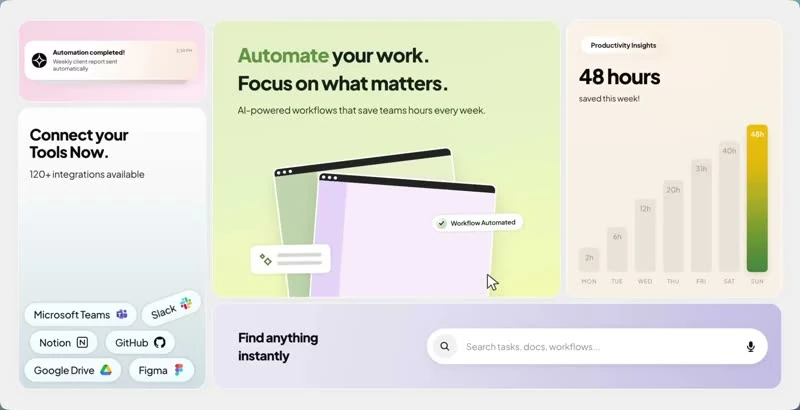 Automation completed!
2:30 PM
Weekly client report sent
automatically
Connect your
Tools Now.
120+ integrations available
Microsoft Teams
Slack
Notion
GitHub
Google Drive
Figma
Automate your work.
Focus on what matters.
AI-powered workflows that save teams hours every week.
Workflow Automated
Productivity Insights
48 hours
saved this week!
2h
6h
12h
20h
31h
40h
48h
MON TUE WED THU FRI SAT SUN
Find anything
instantly
Search tasks, docs, workflows...